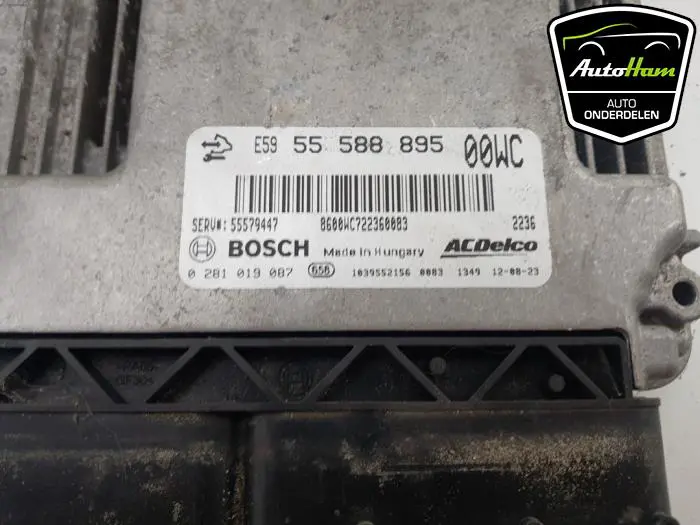 AutoHam
AUTO
ONDERDELEN
E59 55 588 895 00WC
SERV#: 55579447 8600WC722360083 2236
BOSCH Made in Hungary ACDelco
0 281 019 087 656 1039552156 0083 1349 12-08-23